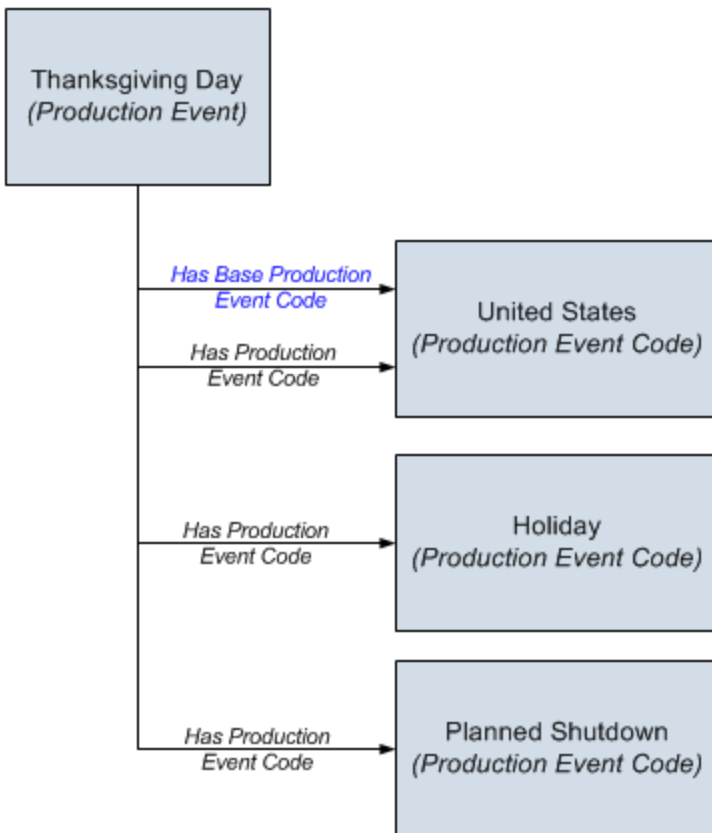 Thanksgiving Day
(Production Event)
Has Base Production
Event Code
United States
(Production Event Code)
Has Production
Event Code
Has Production
Event Code
Holiday
(Production Event Code)
Has Production
Event Code
Planned Shutdown
(Production Event Code)